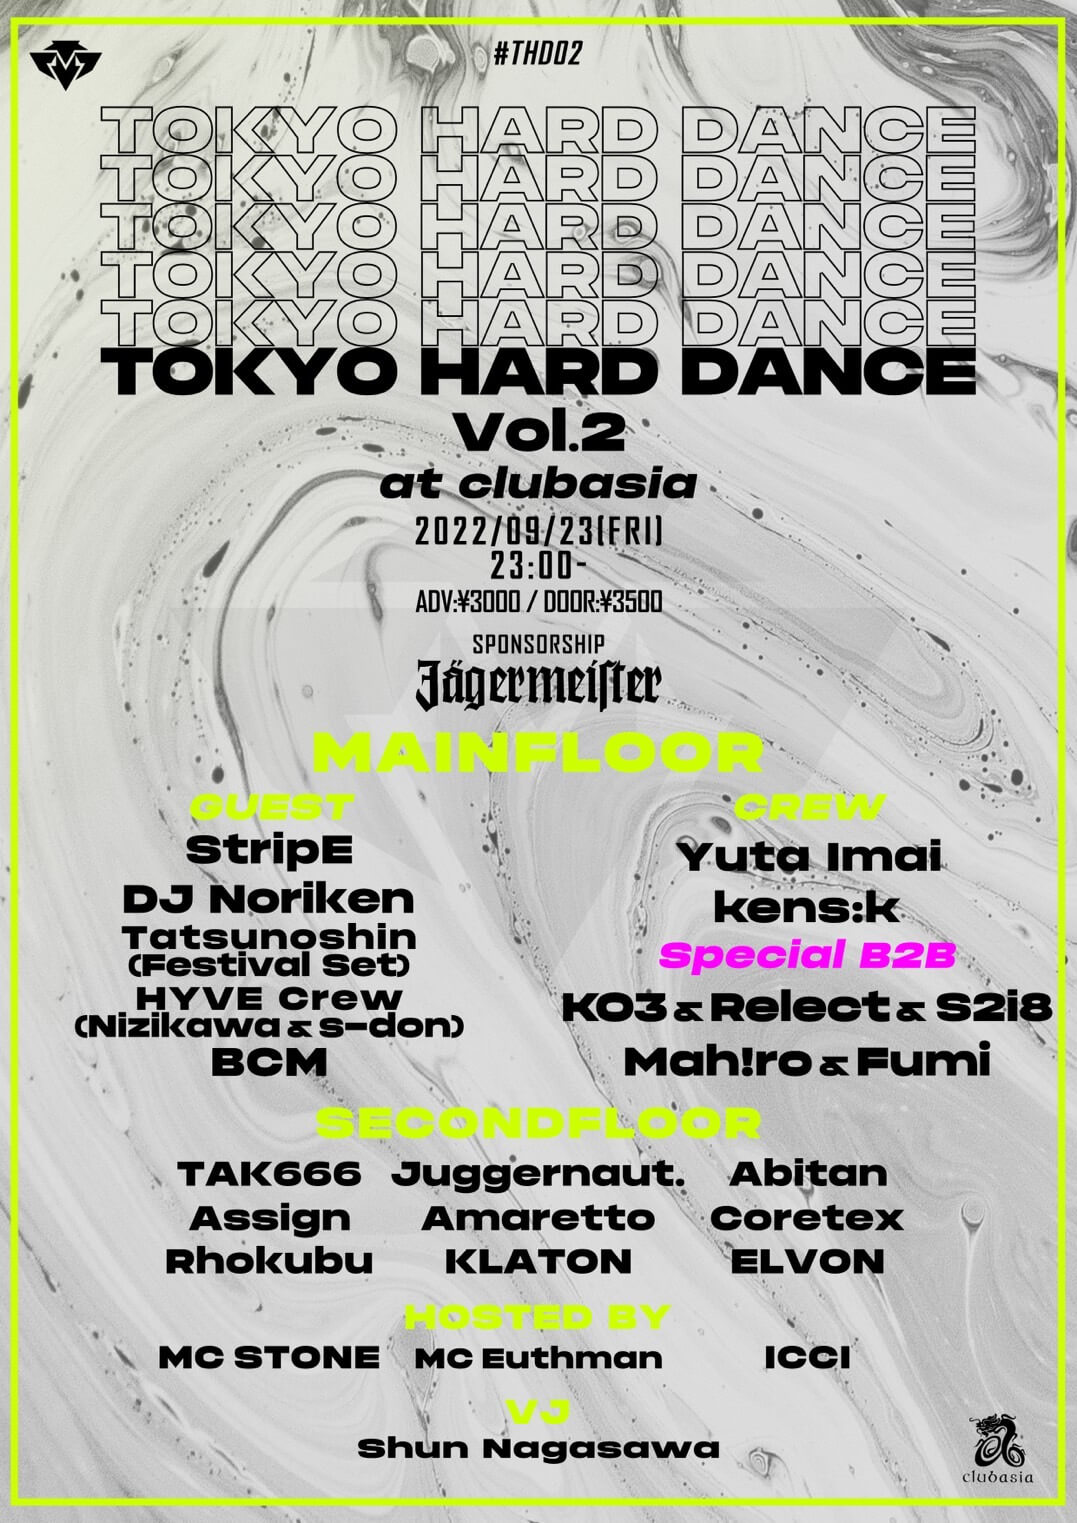 #THD02
TOKYO HARD DANCE
TOKYO HARD DANCE
TOKYO HARD DANCE
TOKYO HARD DANCE
TOKYO HARD DANCE
TOKYO HARD DANCE
Vol.2
at clubasia
2022/09/23(FRI)
23:00-
ADV:¥3000 / DOOR:¥3500
SPONSORSHIP
Jägermeiſter
MAINFLOOR
GUEST
StripE
DJ Noriken
Tatsunoshin
(Festival Set)
HYVE Crew
(Nizikawa & s-don)
BCM
CREW
Yuta Imai
kens:k
Special B2B
KO3 & Relect & S2i8
Mah!ro & Fumi
SECONDFLOOR
TAK666 Juggernaut. Abitan
Assign Amaretto Coretex
Rhokubu KLATON ELVON
HOSTED BY
MC STONE MC Euthman ICCI
VJ
Shun Nagasawa
clubasia